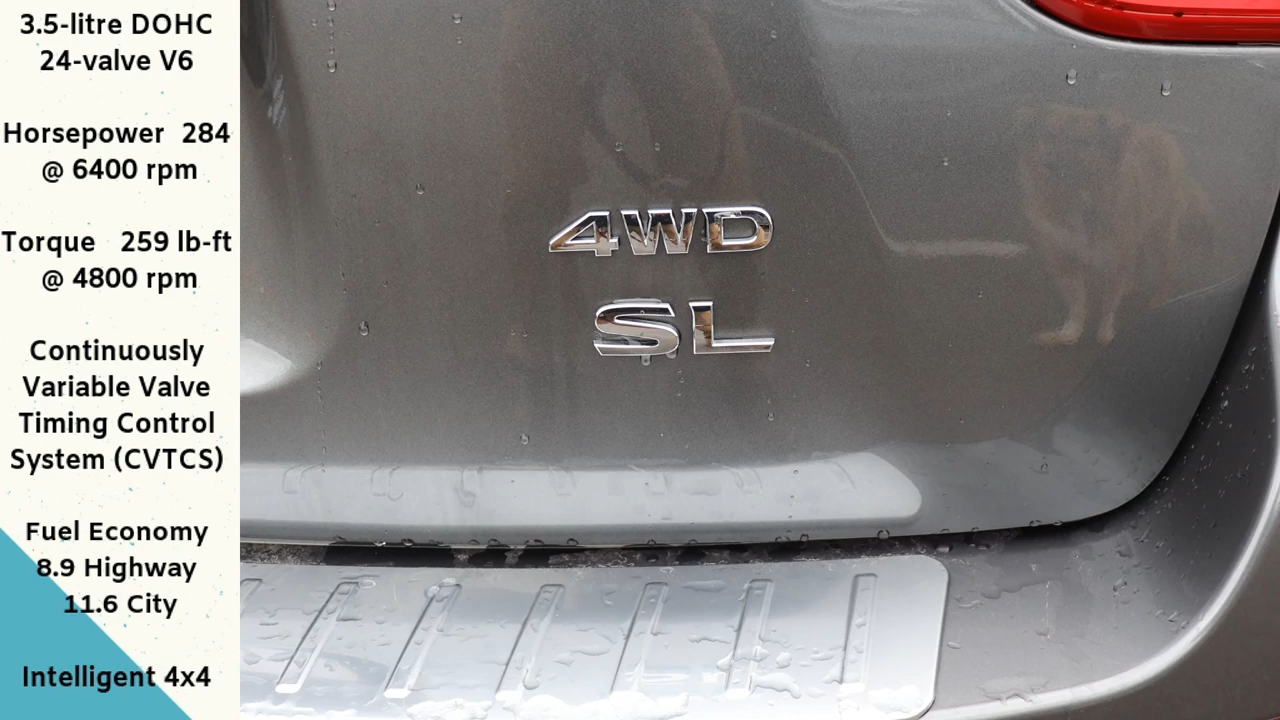 3.5-litre DOHC
24-valve V6
Horsepower 284
@ 6400 rpm
Torque 259 lb-ft
@ 4800 rpm
Continuously
Variable Valve
Timing Control
System (CVTCS)
Fuel Economy
8.9 Highway
11.6 City
Intelligent 4x4
4WD
SL